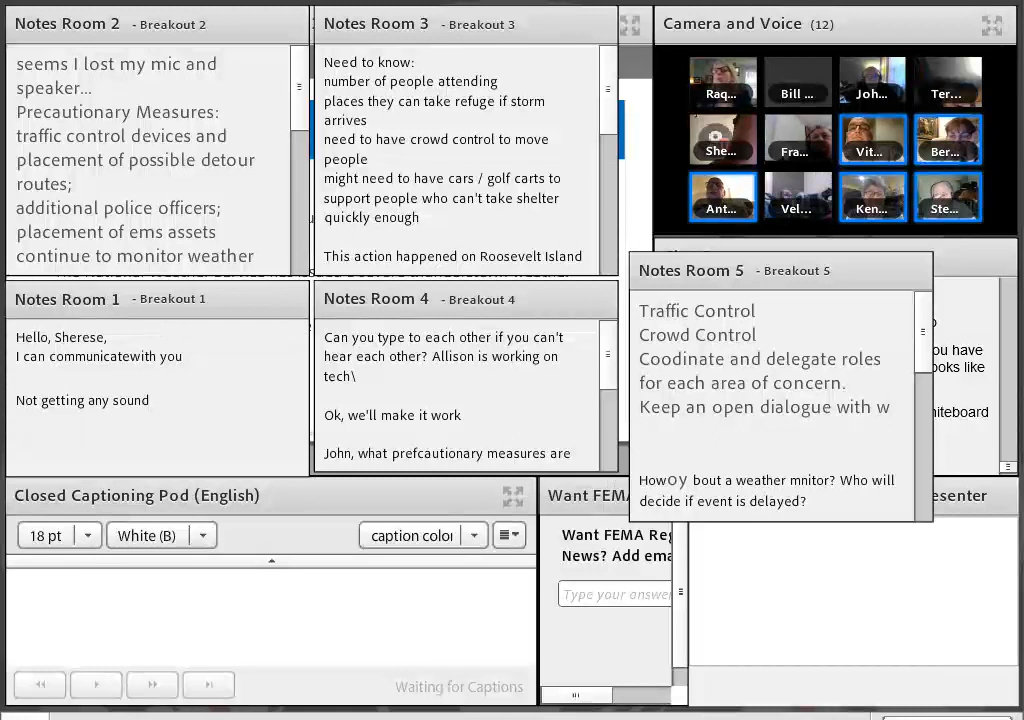 Notes Room 2 - Breakout 2
seems I lost my mic and
speaker...
Precautionary Measures:
traffic control devices and
placement of possible detour
routes;
additional police officers;
placement of ems assets
continue to monitor weather
Notes Room 3 - Breakout 3
Need to know:
number of people attending
places they can take refuge if storm
arrives
need to have crowd control to move
people
might need to have cars / golf carts to
support people who can't take shelter
quickly enough
This action happened on Roosevelt Island
Camera and Voice (12)
Raq...
Bill ...
Joh...
Ter...
She...
Fra...
Vit...
Ber...
Ant...
Vel...
Ken...
Ste...
Notes Room 1 - Breakout 1
Hello, Sherese,
I can communicatewith you
Not getting any sound
Notes Room 4 - Breakout 4
Can you type to each other if you can't
hear each other? Allison is working on
tech\
Ok, we'll make it work
John, what prefcautionary measures are
Notes Room 5 - Breakout 5
Traffic Control
Crowd Control
Coodinate and delegate roles
for each area of concern.
Keep an open dialogue with w
Howoy bout a weather mnitor? Who will
decide if event is delayed?
ou have
ooks like
iteboard
Closed Captioning Pod (English)
18 pt
White (B)
caption color
Waiting for Captions
Want FEMA
Want FEMA Reg
News? Add ema
Type your answer
esenter